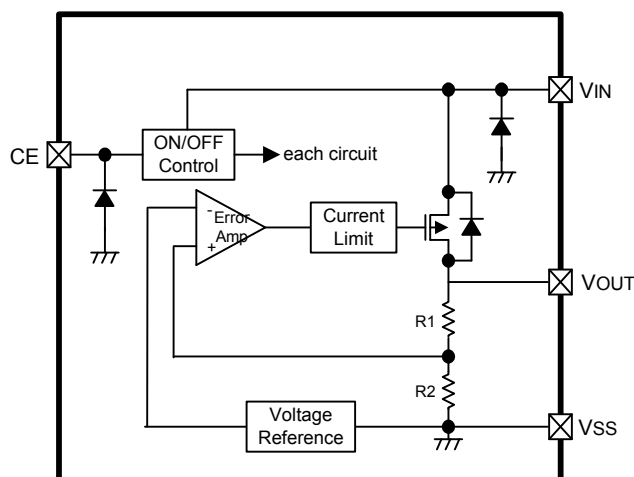 VIN
CE
ON/OFF
Control
each circuit
-
Error
Amp
+
Current
Limit
VOUT
R1
R2
Voltage
Reference
VSS